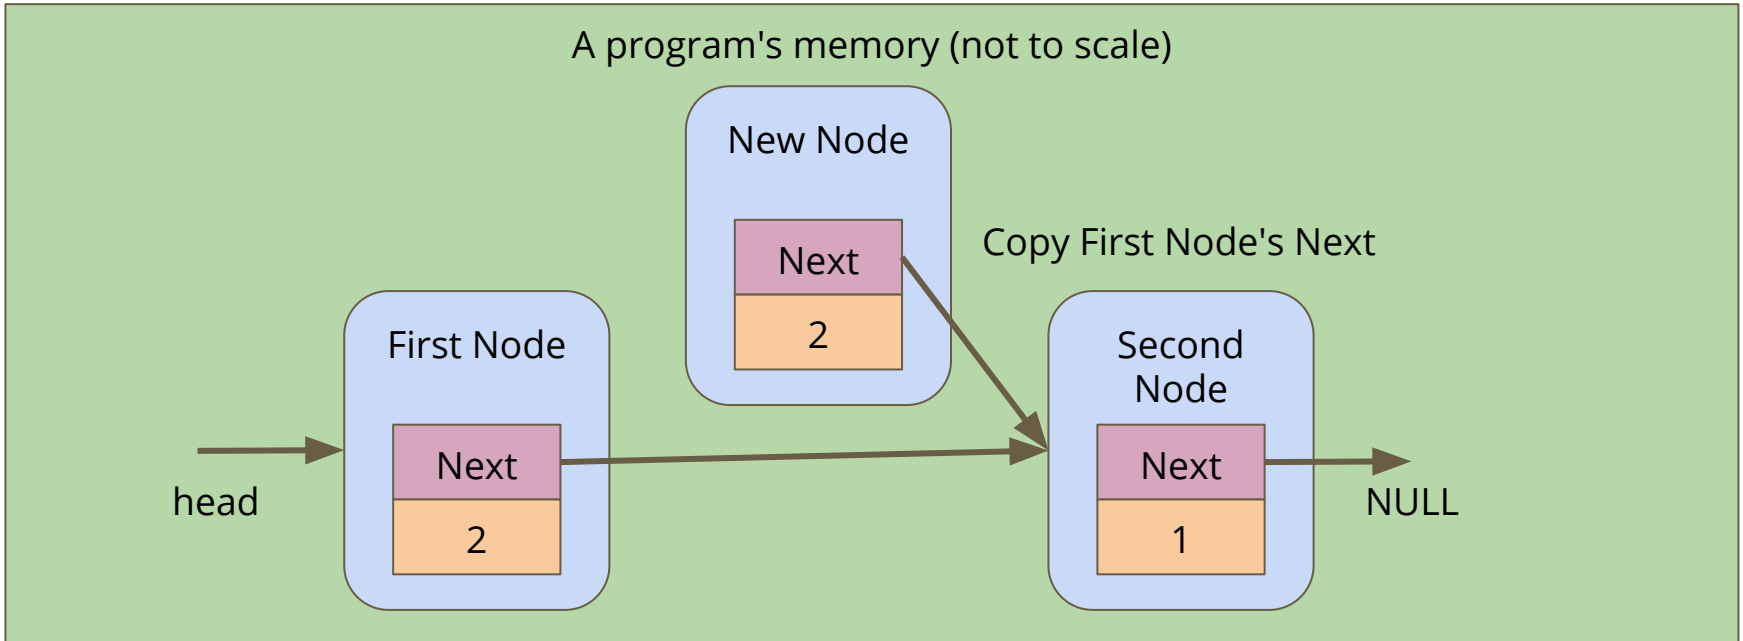 A program's memory (not to scale)
New Node
Next
2
Copy First Node's Next
First Node
Next
2
head
Second
Node
Next
1
NULL